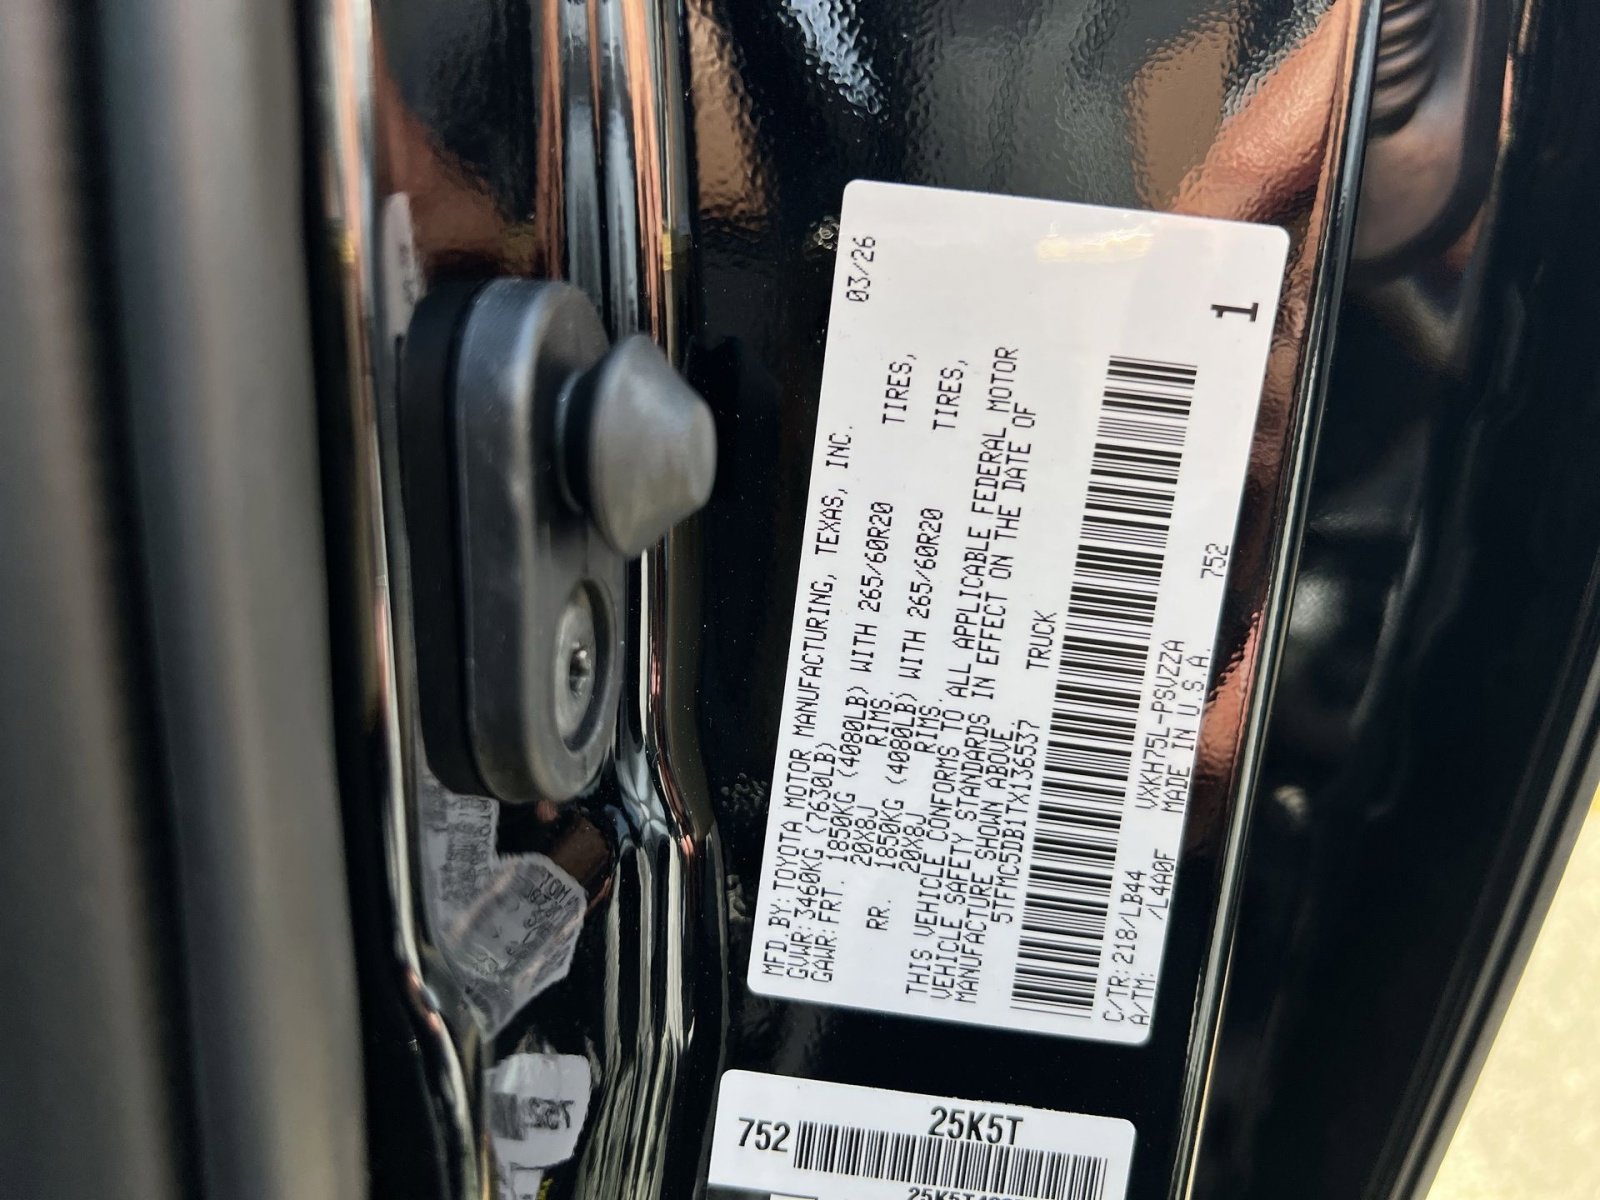 03/26
MFD.BY:TOYOTA MOTOR MANUFACTURING, TEXAS, INC.
GVWR:3460KG (7630LB)
GAWR:FRT. 1850KG (4080LB) WITH 265/60R20 TIRES,
20X8J RIMS.
RR. 1850KG (4080LB) WITH 265/60R20 TIRES,
20X8J RIMS.
THIS VEHICLE CONFORMS TO ALL APPLICABLE FEDERAL MOTOR
VEHICLE SAFETY STANDARDS IN EFFECT ON THE DATE OF
MANUFACTURE SHOWN ABOVE.
5TFMC5DB1TX136537 TRUCK
1
C/TR:218/LB44 VXKH75L-PSVZZA
A/TM: /L4A0F MADE IN U.S.A. 752
25K5T
752